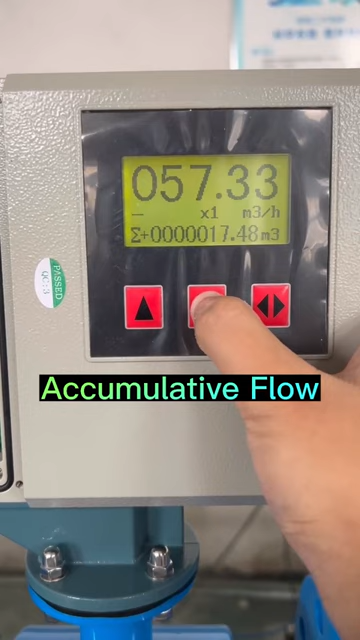 057.33
— x1 m3/h
Σ+0000017.48m3
PASSED
Accumulative Flow